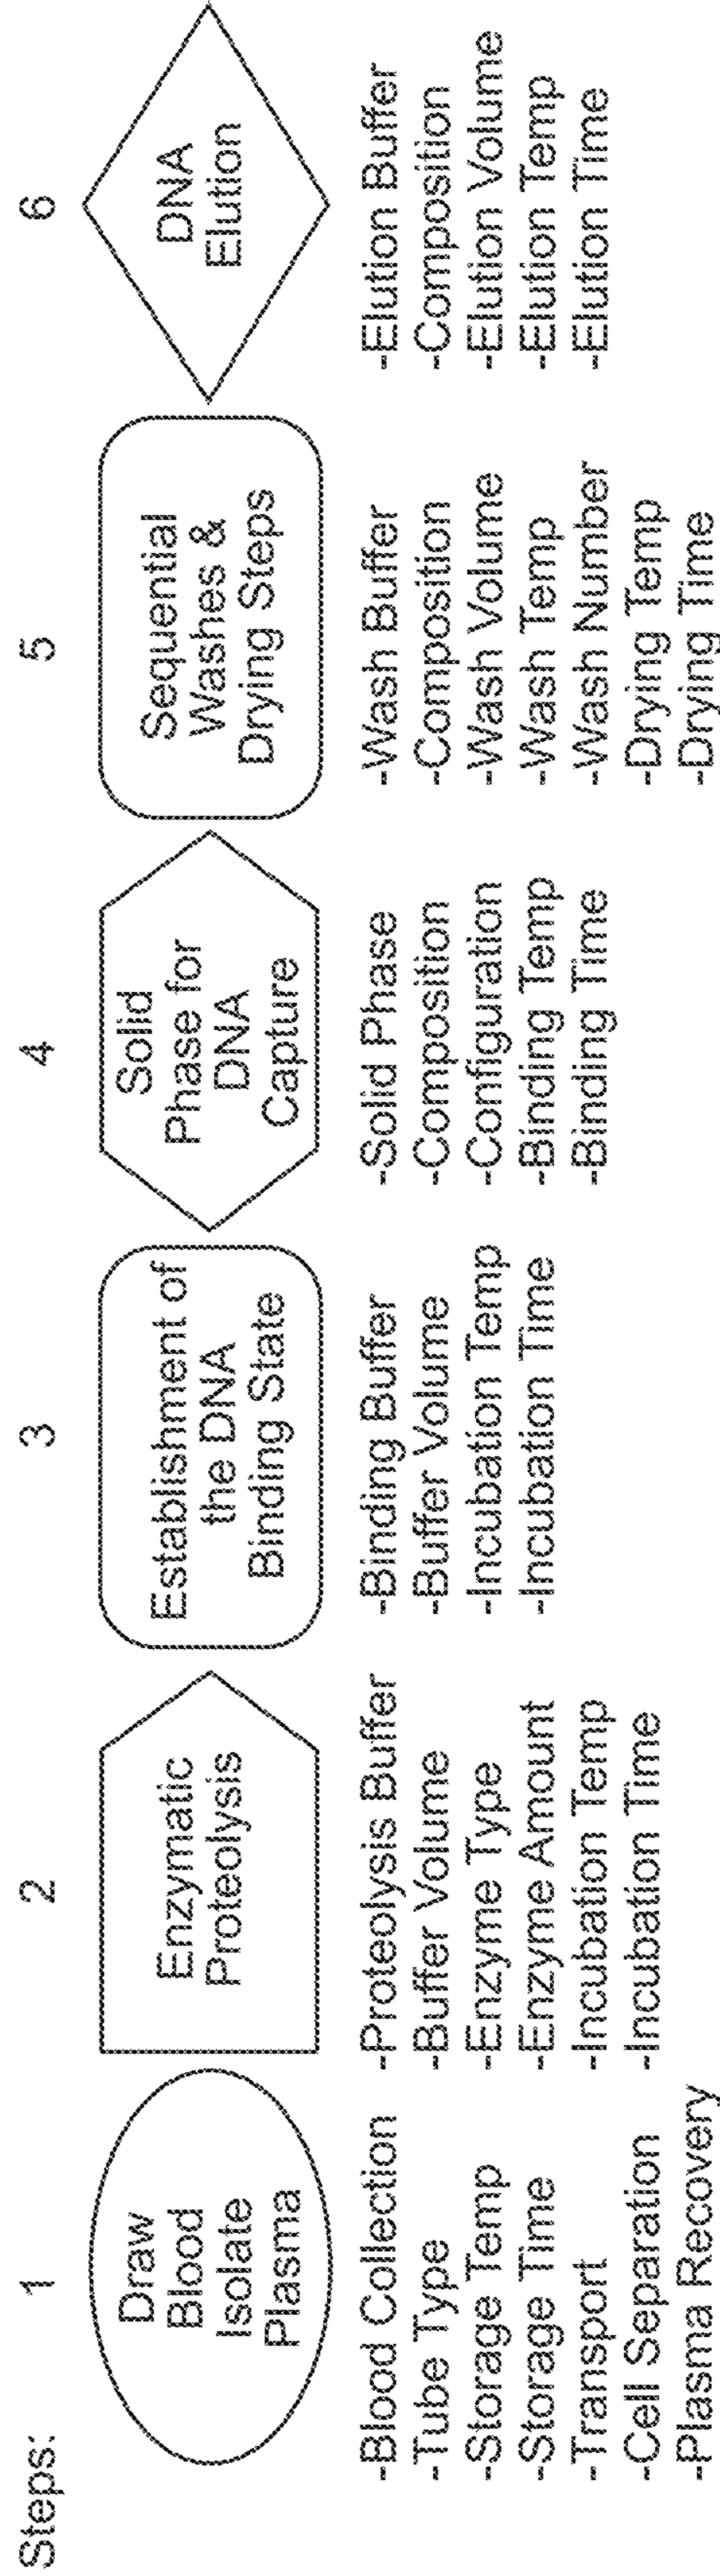 Steps:
1
Draw
Blood
Isolate
Plasma
-Blood Collection
-Tube Type
-Storage Temp
-Storage Time
-Transport
-Cell Separation
-Plasma Recovery
2
Enzymatic
Proteolysis
-Proteolysis Buffer
-Buffer Volume
-Enzyme Type
-Enzyme Amount
-Incubation Temp
-Incubation Time
3
Establishment of
the DNA
Binding State
-Binding Buffer
-Buffer Volume
-Incubation Temp
-Incubation Time
4
Solid
Phase for
DNA
Capture
-Solid Phase
-Composition
-Configuration
-Binding Temp
-Binding Time
5
Sequential
Washes &
Drying Steps
-Wash Buffer
-Composition
-Wash Volume
-Wash Temp
-Wash Number
-Drying Temp
-Drying Time
6
DNA
Elution
-Elution Buffer
-Composition
-Elution Volume
-Elution Temp
-Elution Time